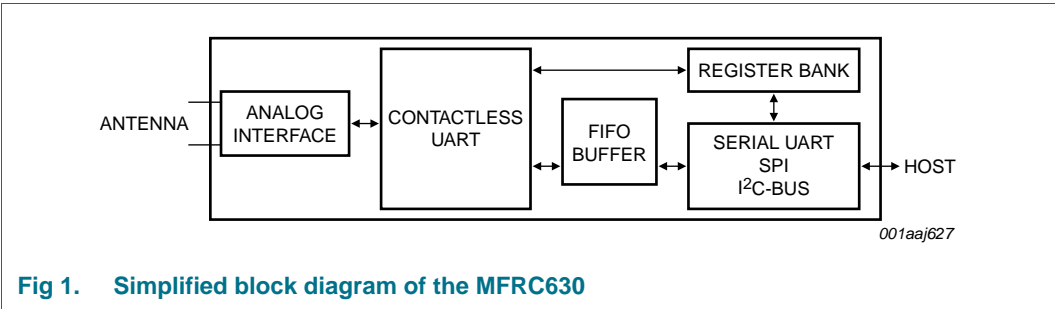 ANTENNA
ANALOG
INTERFACE
CONTACTLESS
UART
FIFO
BUFFER
REGISTER BANK
SERIAL UART
SPI
I²C-BUS
HOST
001aaj627
Fig 1. Simplified block diagram of the MFRC630